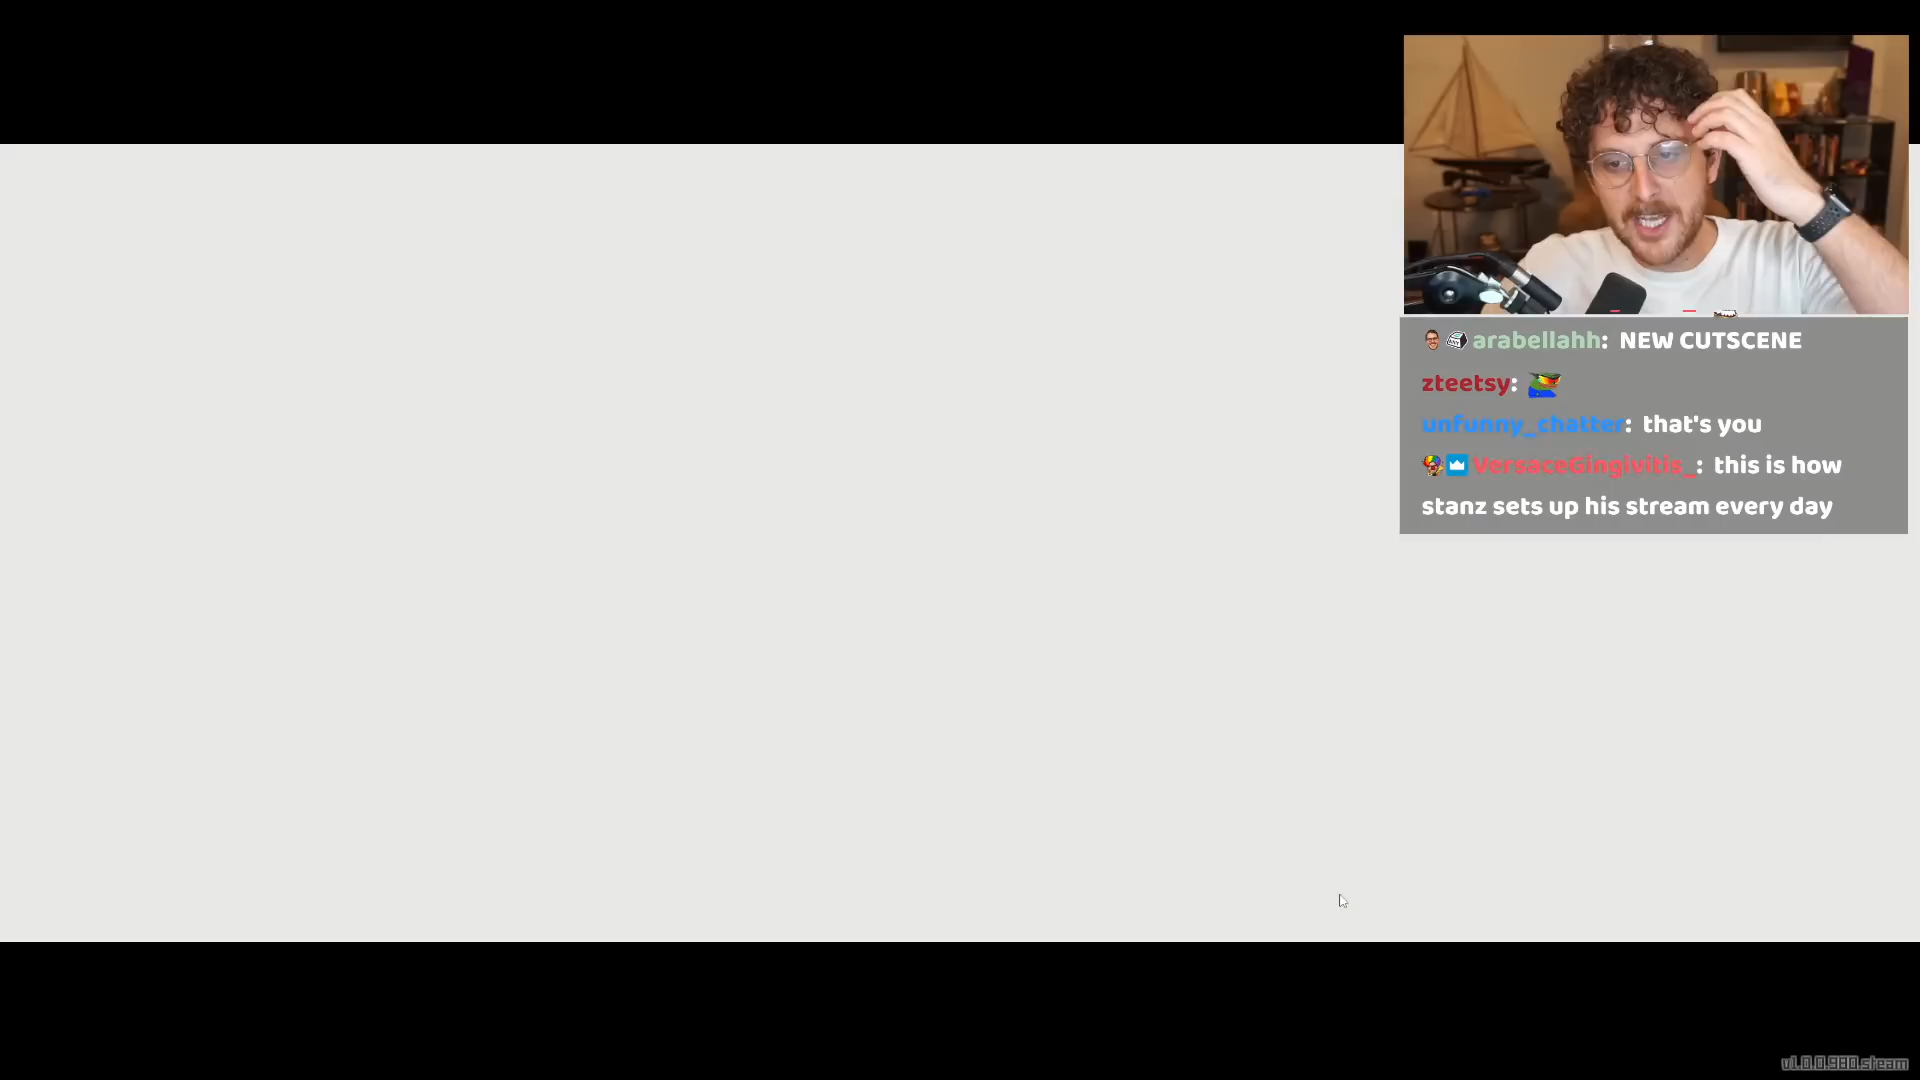 arabellahh: NEW CUTSCENE
zteetsy:
unfunny_chatter: that's you
VersaceGingivitis_: this is how
stanz sets up his stream every day
v1.0.0.980.steam